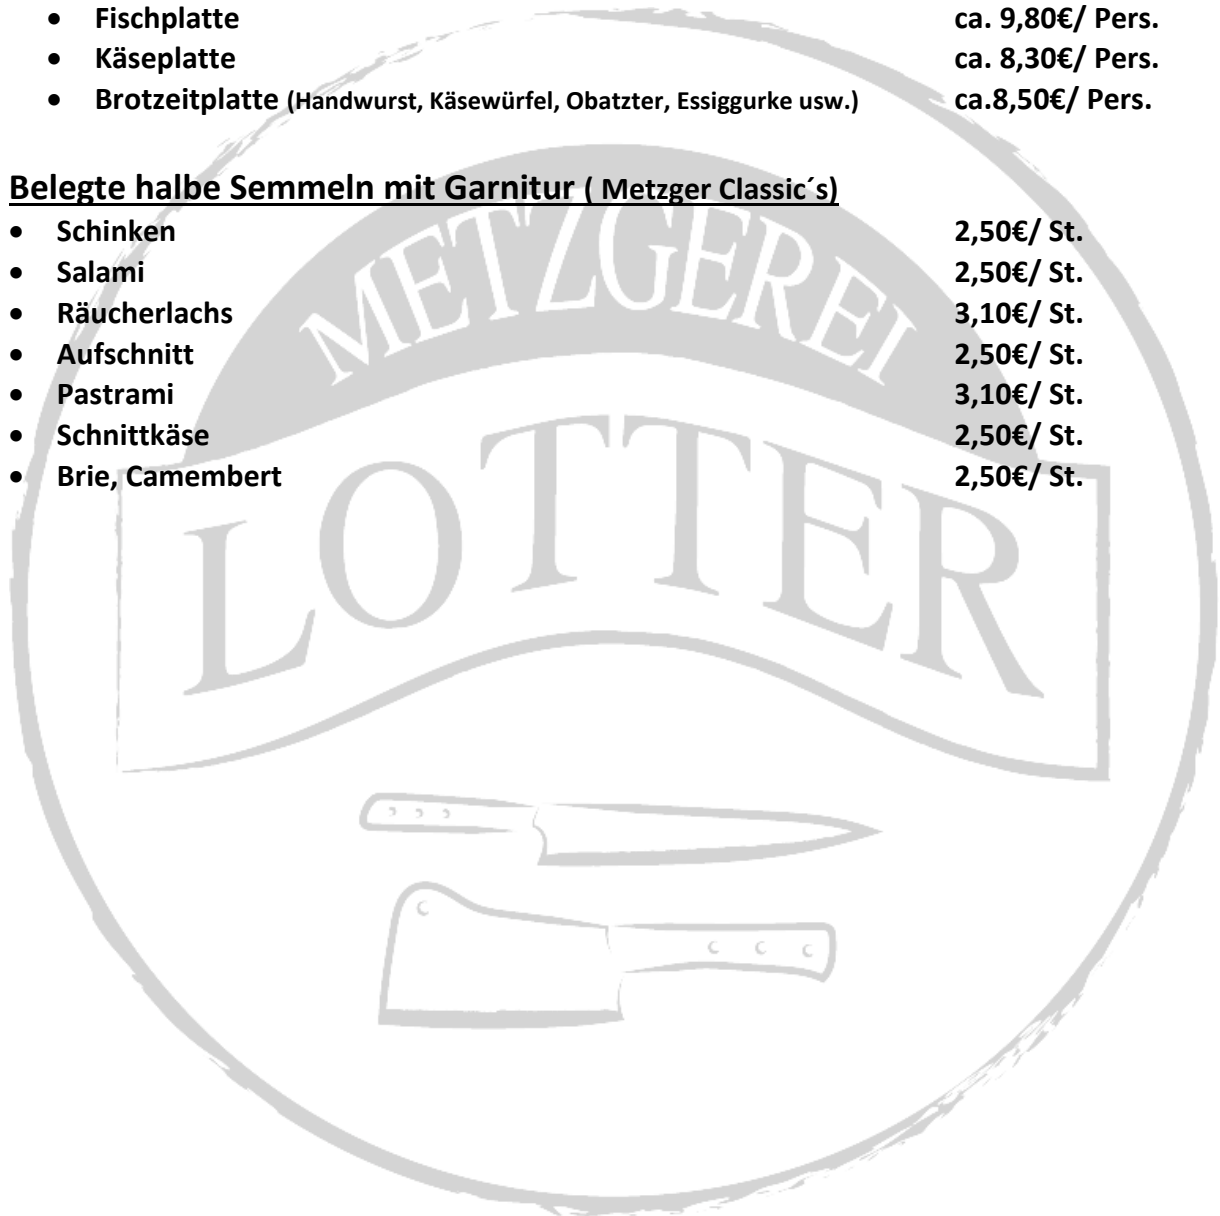 • Fischplatte ca. 9,80€/ Pers.
• Käseplatte ca. 8,30€/ Pers.
• Brotzeitplatte (Handwurst, Käsewürfel, Obatzter, Essiggurke usw.) ca.8,50€/ Pers.
Belegte halbe Semmeln mit Garnitur ( Metzger Classic´s)
• Schinken 2,50€/ St.
• Salami 2,50€/ St.
• Räucherlachs 3,10€/ St.
• Aufschnitt 2,50€/ St.
• Pastrami 3,10€/ St.
• Schnittkäse 2,50€/ St.
• Brie, Camembert 2,50€/ St.
METZGEREI
LOTTER